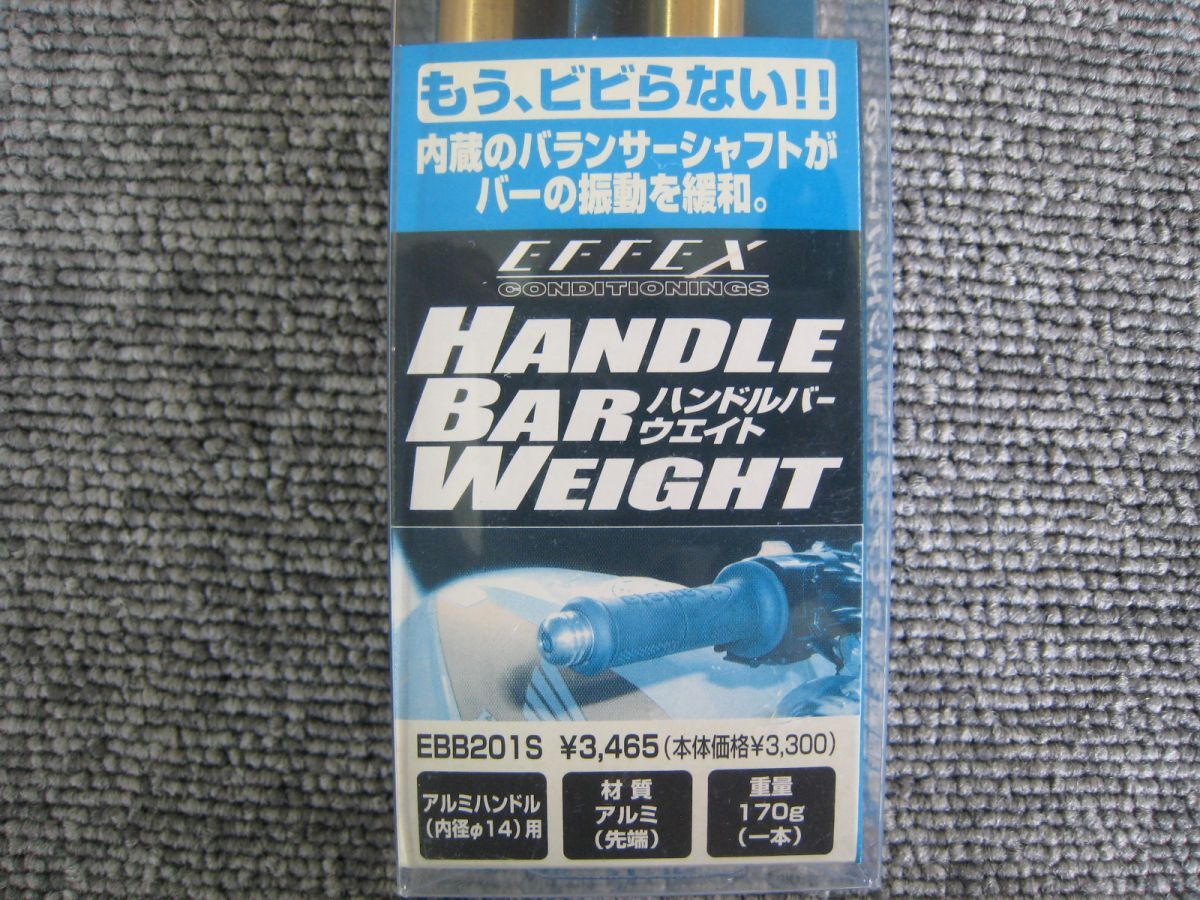 もう、ビビらない!!
内蔵のバランサーシャフトが
バーの振動を緩和。
EFFEX
CONDITIONINGS
HANDLE
BAR ハンドルバー
ウエイト
WEIGHT
EBB201S ¥3,465(本体価格¥3,300)
アルミハンドル
(内径φ14)用
材質
アルミ
(先端)
重量
170g
(一本)